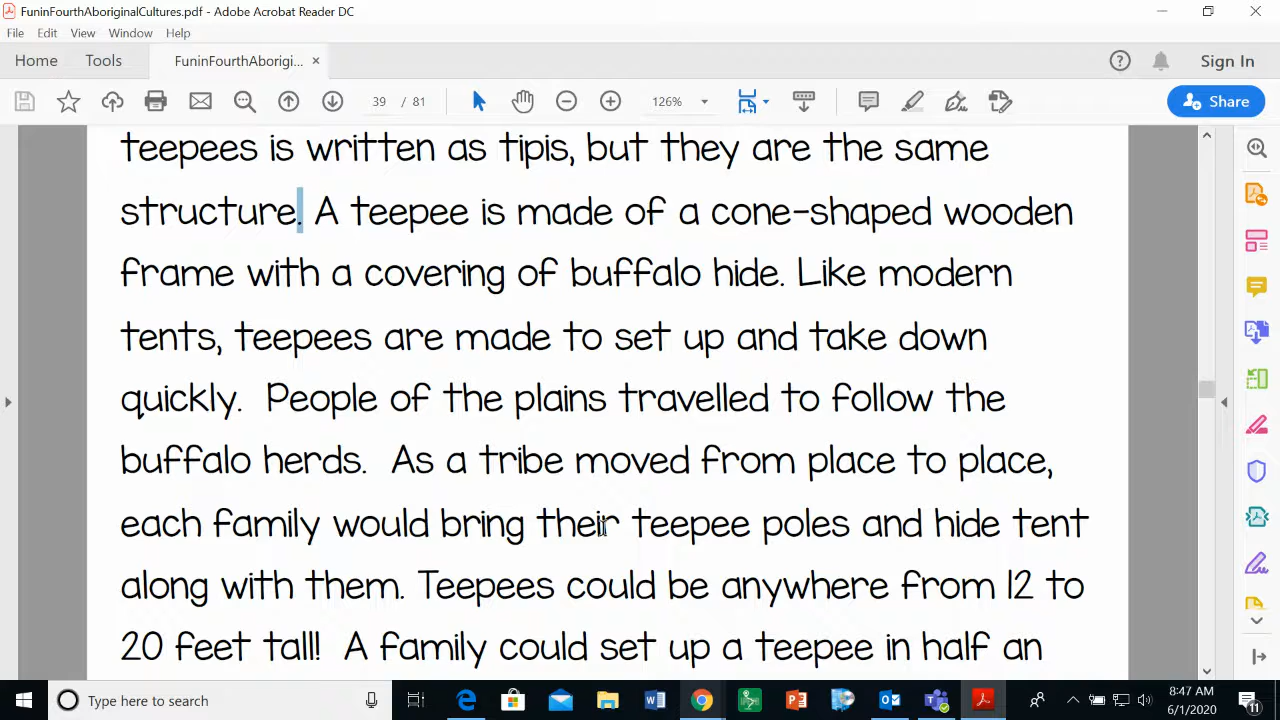 FuninFourthAboriginalCultures.pdf - Adobe Acrobat Reader DC
File Edit View Window Help
Home Tools FuninFourthAborigi... × Sign In
39 / 81 126% Share
teepees is written as tipis, but they are the same
structure. A teepee is made of a cone-shaped wooden
frame with a covering of buffalo hide. Like modern
tents, teepees are made to set up and take down
quickly. People of the plains travelled to follow the
buffalo herds. As a tribe moved from place to place,
each family would bring their teepee poles and hide tent
along with them. Teepees could be anywhere from 12 to
20 feet tall! A family could set up a teepee in half an
Type here to search
8:47 AM
6/1/2020
11